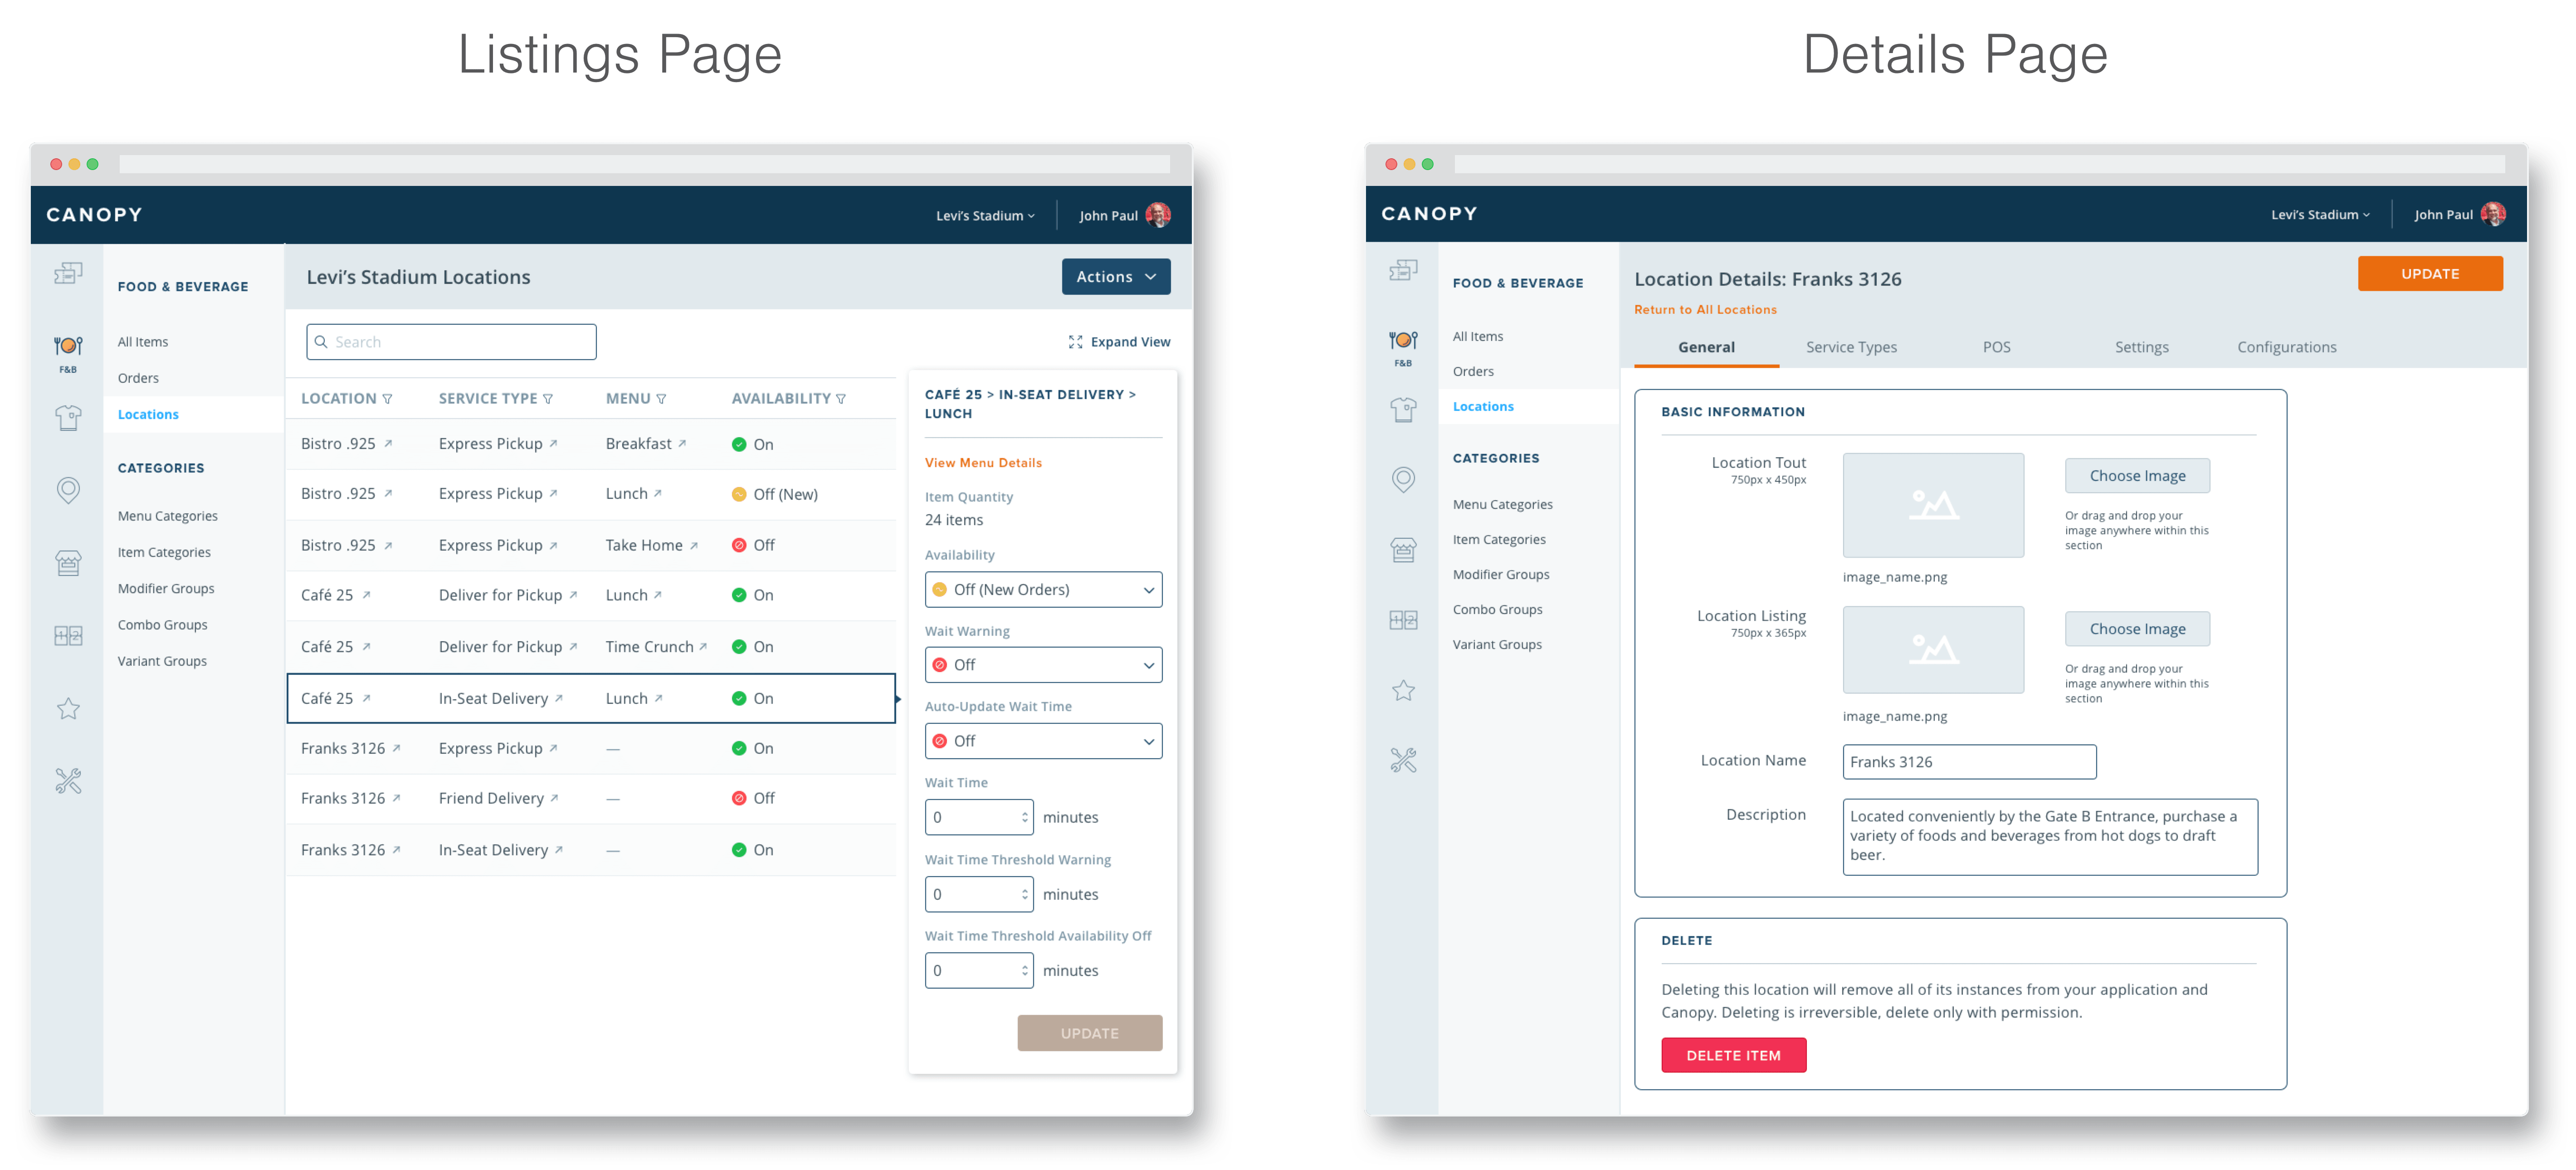 Listings Page
Details Page
CANOPY
Levi's Stadium
John Paul
FOOD & BEVERAGE
All Items
Orders
Locations
CATEGORIES
Menu Categories
Item Categories
Modifier Groups
Combo Groups
Variant Groups
F&B
Levi's Stadium Locations
Actions
Search
Expand View
LOCATION SERVICE TYPE MENU AVAILABILITY
Bistro .925 Express Pickup Breakfast On
Bistro .925 Express Pickup Lunch Off (New)
Bistro .925 Express Pickup Take Home Off
Café 25 Deliver for Pickup Lunch On
Café 25 Deliver for Pickup Time Crunch On
Café 25 In-Seat Delivery Lunch On
Franks 3126 Express Pickup — On
Franks 3126 Friend Delivery — Off
Franks 3126 In-Seat Delivery — On
CAFÉ 25 > IN-SEAT DELIVERY >
LUNCH
View Menu Details
Item Quantity
24 items
Availability
Off (New Orders)
Wait Warning
Off
Auto-Update Wait Time
Off
Wait Time
0 minutes
Wait Time Threshold Warning
0 minutes
Wait Time Threshold Availability Off
0 minutes
UPDATE
CANOPY
Levi's Stadium
John Paul
FOOD & BEVERAGE
All Items
Orders
Locations
CATEGORIES
Menu Categories
Item Categories
Modifier Groups
Combo Groups
Variant Groups
F&B
Location Details: Franks 3126
UPDATE
Return to All Locations
General Service Types POS Settings Configurations
BASIC INFORMATION
Location Tout
750px x 450px
Choose Image
Or drag and drop your
image anywhere within this
section
image_name.png
Location Listing
750px x 365px
Choose Image
Or drag and drop your
image anywhere within this
section
image_name.png
Location Name
Franks 3126
Description
Located conveniently by the Gate B Entrance, purchase a
variety of foods and beverages from hot dogs to draft
beer.
DELETE
Deleting this location will remove all of its instances from your application and
Canopy. Deleting is irreversible, delete only with permission.
DELETE ITEM